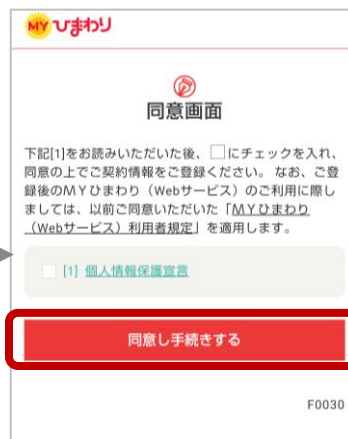 MY ひまわり
同意画面
下記[1]をお読みいただいた後、□にチェックを入れ、
同意の上でご契約情報をご登録ください。 なお、ご登
録後のＭＹひまわり（Webサービス）のご利用に際し
ましては、以前ご同意いただいた「ＭＹひまわり
（Webサービス）利用者規定」を適用します。
[1] 個人情報保護宣言
同意し手続きする
F0030